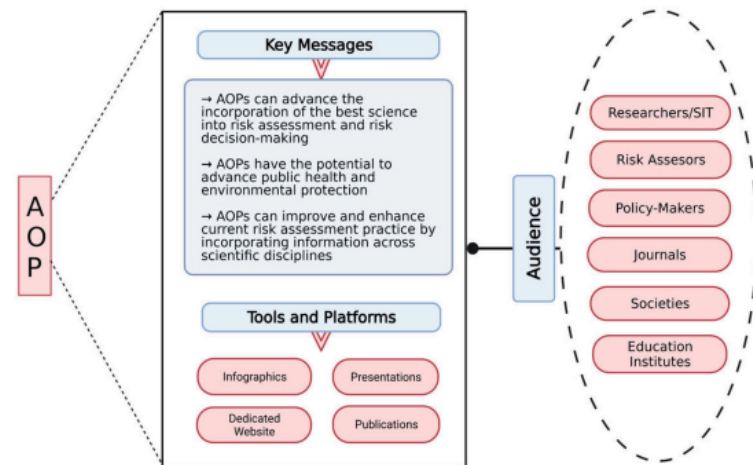 AOP
Key Messages
→ AOPs can advance the
incorporation of the best science
into risk assessment and risk
decision-making
→ AOPs have the potential to
advance public health and
environmental protection
→ AOPs can improve and enhance
current risk assessment practice by
incorporating information across
scientific disciplines
Tools and Platforms
Infographics
Presentations
Dedicated
Website
Publications
Audience
Researchers/SIT
Risk Assesors
Policy-Makers
Journals
Societies
Education
Institutes